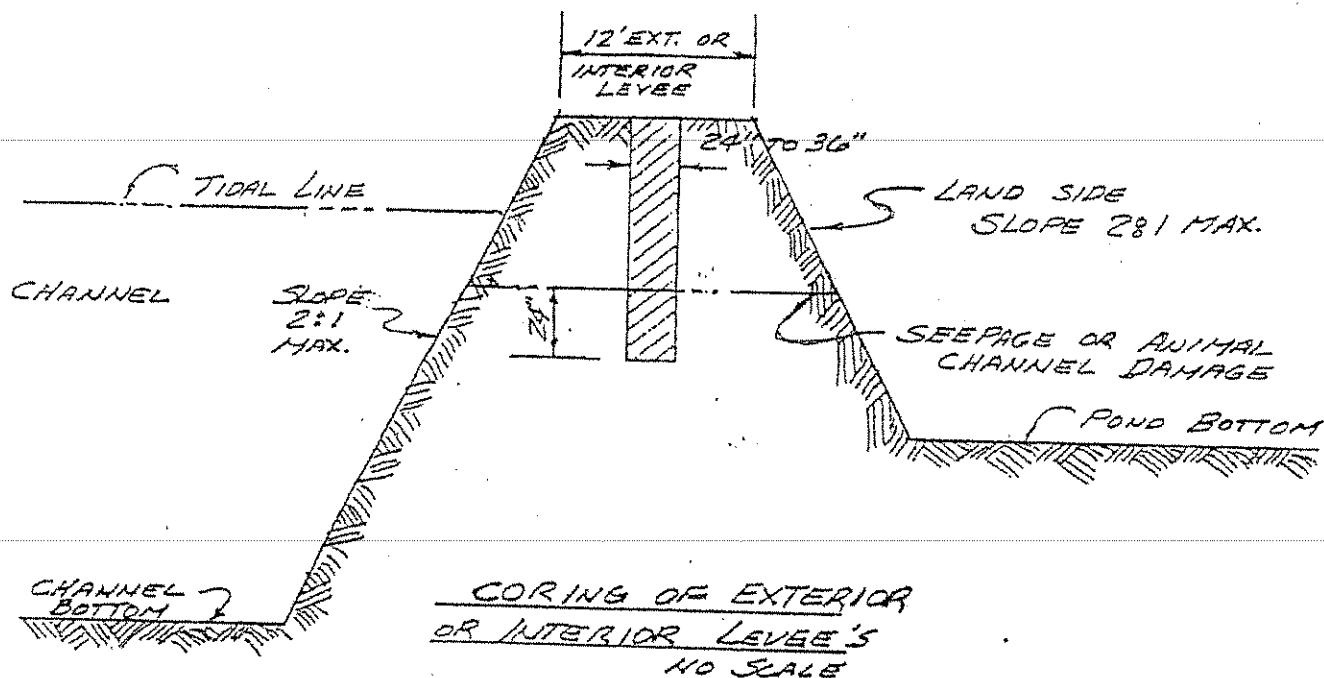 12' EXT. OR
INTERIOR
LEVEE
24" TO 36"
TIDAL LINE
LAND SIDE
SLOPE 2:1 MAX.
CHANNEL
SLOPE
2:1
MAX.
24"
SEEPAGE OR ANIMAL
CHANNEL DAMAGE
POND BOTTOM
CHANNEL
BOTTOM
CORING OF EXTERIOR
OR INTERIOR LEVEE'S
NO SCALE